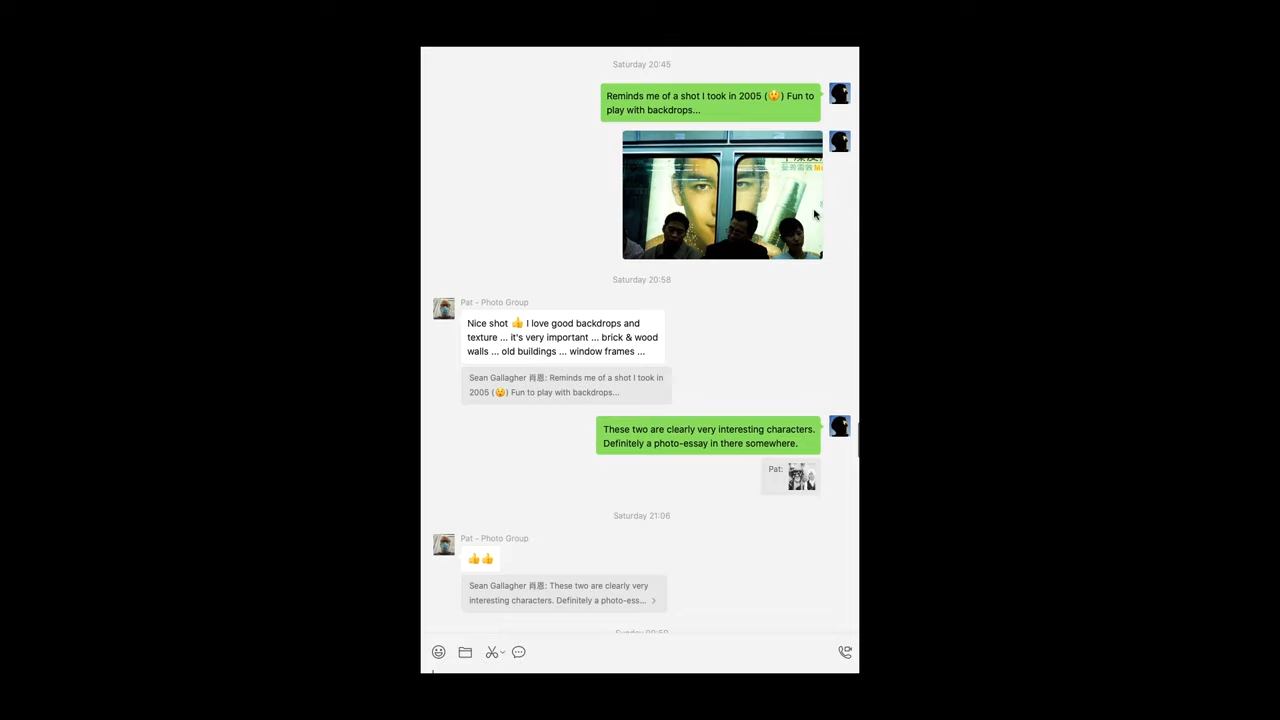 Saturday 20:45
Reminds me of a shot I took in 2005 (😲) Fun to
play with backdrops...
Saturday 20:58
Pat - Photo Group
Nice shot 👍 I love good backdrops and
texture ... it's very important ... brick & wood
walls ... old buildings ... window frames ...
Sean Gallagher 肖恩: Reminds me of a shot I took in
2005 (😲) Fun to play with backdrops...
These two are clearly very interesting characters.
Definitely a photo-essay in there somewhere.
Pat:
Saturday 21:06
Pat - Photo Group
👍👍
Sean Gallagher 肖恩: These two are clearly very
interesting characters. Definitely a photo-ess...